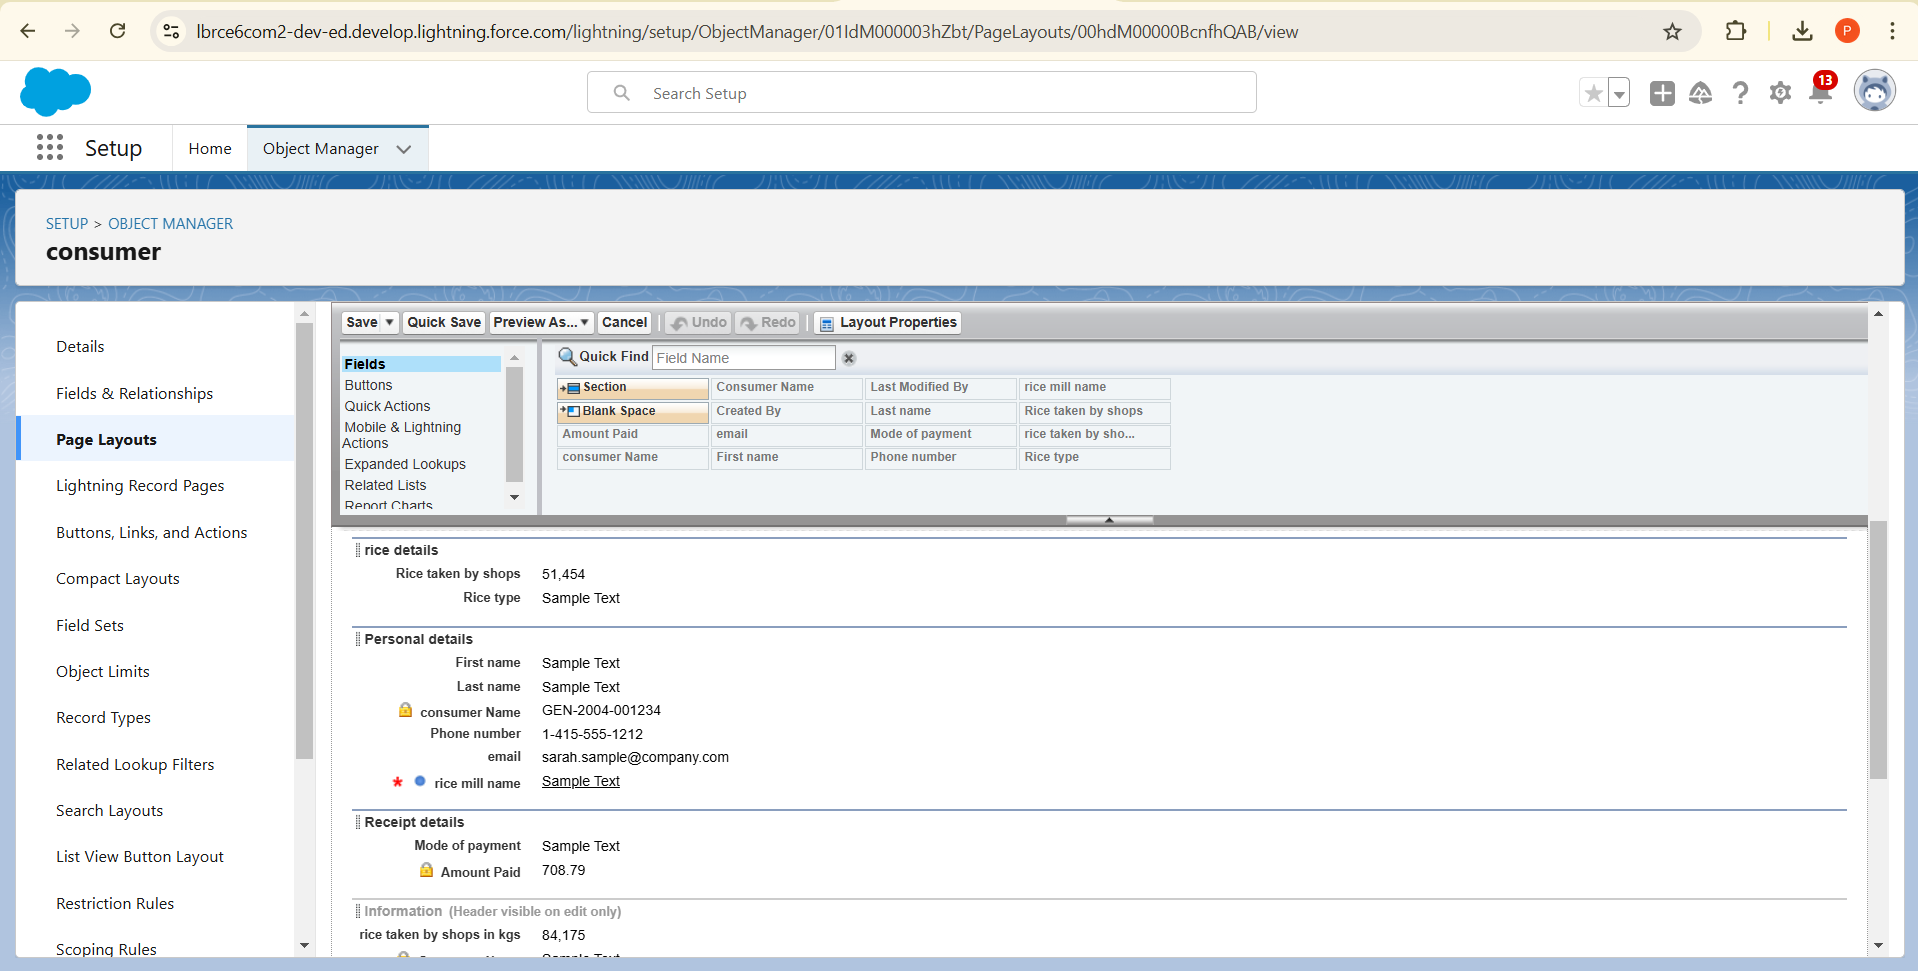 lbrce6com2-dev-ed.develop.lightning.force.com/lightning/setup/ObjectManager/01IdM000003hZbt/PageLayouts/00hdM00000BcnfhQAB/view
P
Search Setup
13
Setup
Home
Object Manager
SETUP > OBJECT MANAGER
consumer
Details
Fields & Relationships
Page Layouts
Lightning Record Pages
Buttons, Links, and Actions
Compact Layouts
Field Sets
Object Limits
Record Types
Related Lookup Filters
Search Layouts
List View Button Layout
Restriction Rules
Scoping Rules
Save Quick Save Preview As... Cancel Undo Redo Layout Properties
Fields
Buttons
Quick Actions
Mobile & Lightning
Actions
Expanded Lookups
Related Lists
Report Charts
Quick Find Field Name
Section Consumer Name Last Modified By rice mill name
Blank Space Created By Last name Rice taken by shops
Amount Paid email Mode of payment rice taken by sho...
consumer Name First name Phone number Rice type
rice details
Rice taken by shops 51,454
Rice type Sample Text
Personal details
First name Sample Text
Last name Sample Text
consumer Name GEN-2004-001234
Phone number 1-415-555-1212
email sarah.sample@company.com
* rice mill name Sample Text
Receipt details
Mode of payment Sample Text
Amount Paid 708.79
Information (Header visible on edit only)
rice taken by shops in kgs 84,175